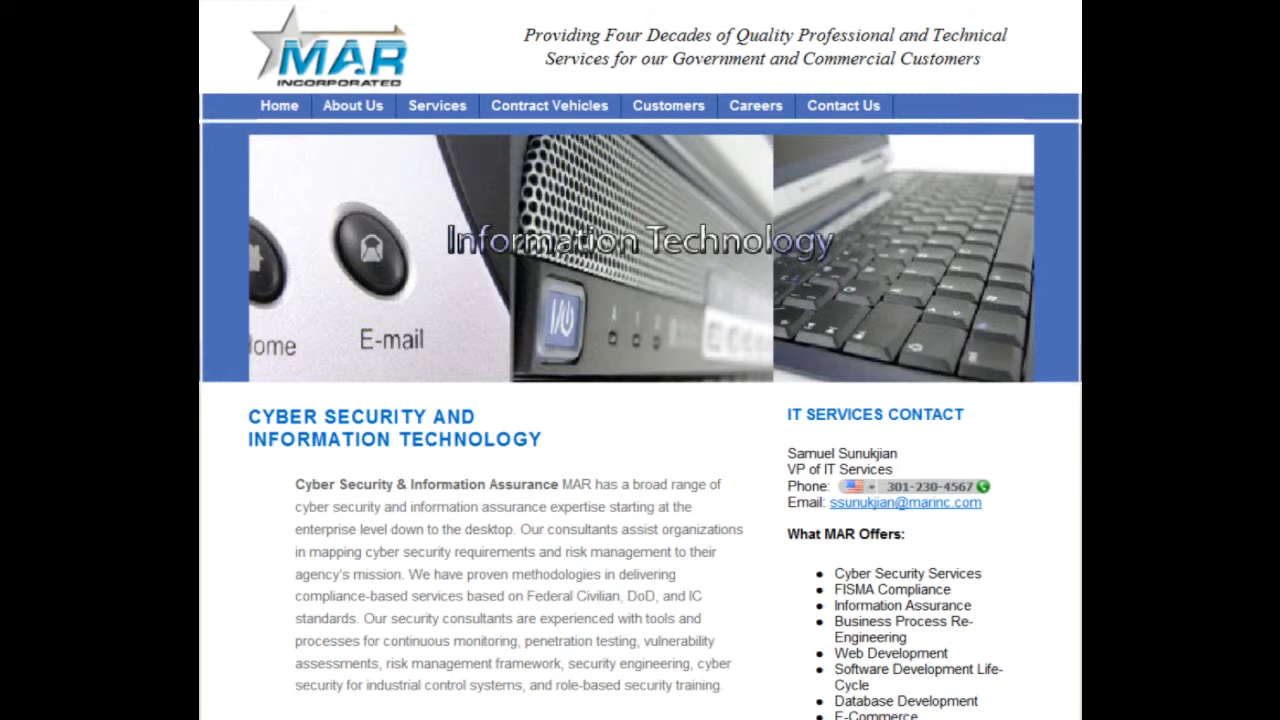 MAR
INCORPORATED
Providing Four Decades of Quality Professional and Technical
Services for our Government and Commercial Customers
Home About Us Services Contract Vehicles Customers Careers Contact Us
Information Technology
ome E-mail
CYBER SECURITY AND
INFORMATION TECHNOLOGY
Cyber Security & Information Assurance MAR has a broad range of
cyber security and information assurance expertise starting at the
enterprise level down to the desktop. Our consultants assist organizations
in mapping cyber security requirements and risk management to their
agency's mission. We have proven methodologies in delivering
compliance-based services based on Federal Civilian, DoD, and IC
standards. Our security consultants are experienced with tools and
processes for continuous monitoring, penetration testing, vulnerability
assessments, risk management framework, security engineering, cyber
security for industrial control systems, and role-based security training.
IT SERVICES CONTACT
Samuel Sunukjian
VP of IT Services
Phone: 301-230-4567
Email: ssunukjian@marinc.com
What MAR Offers:
● Cyber Security Services
● FISMA Compliance
● Information Assurance
● Business Process Re-
Engineering
● Web Development
● Software Development Life-
Cycle
● Database Development
● E-Commerce